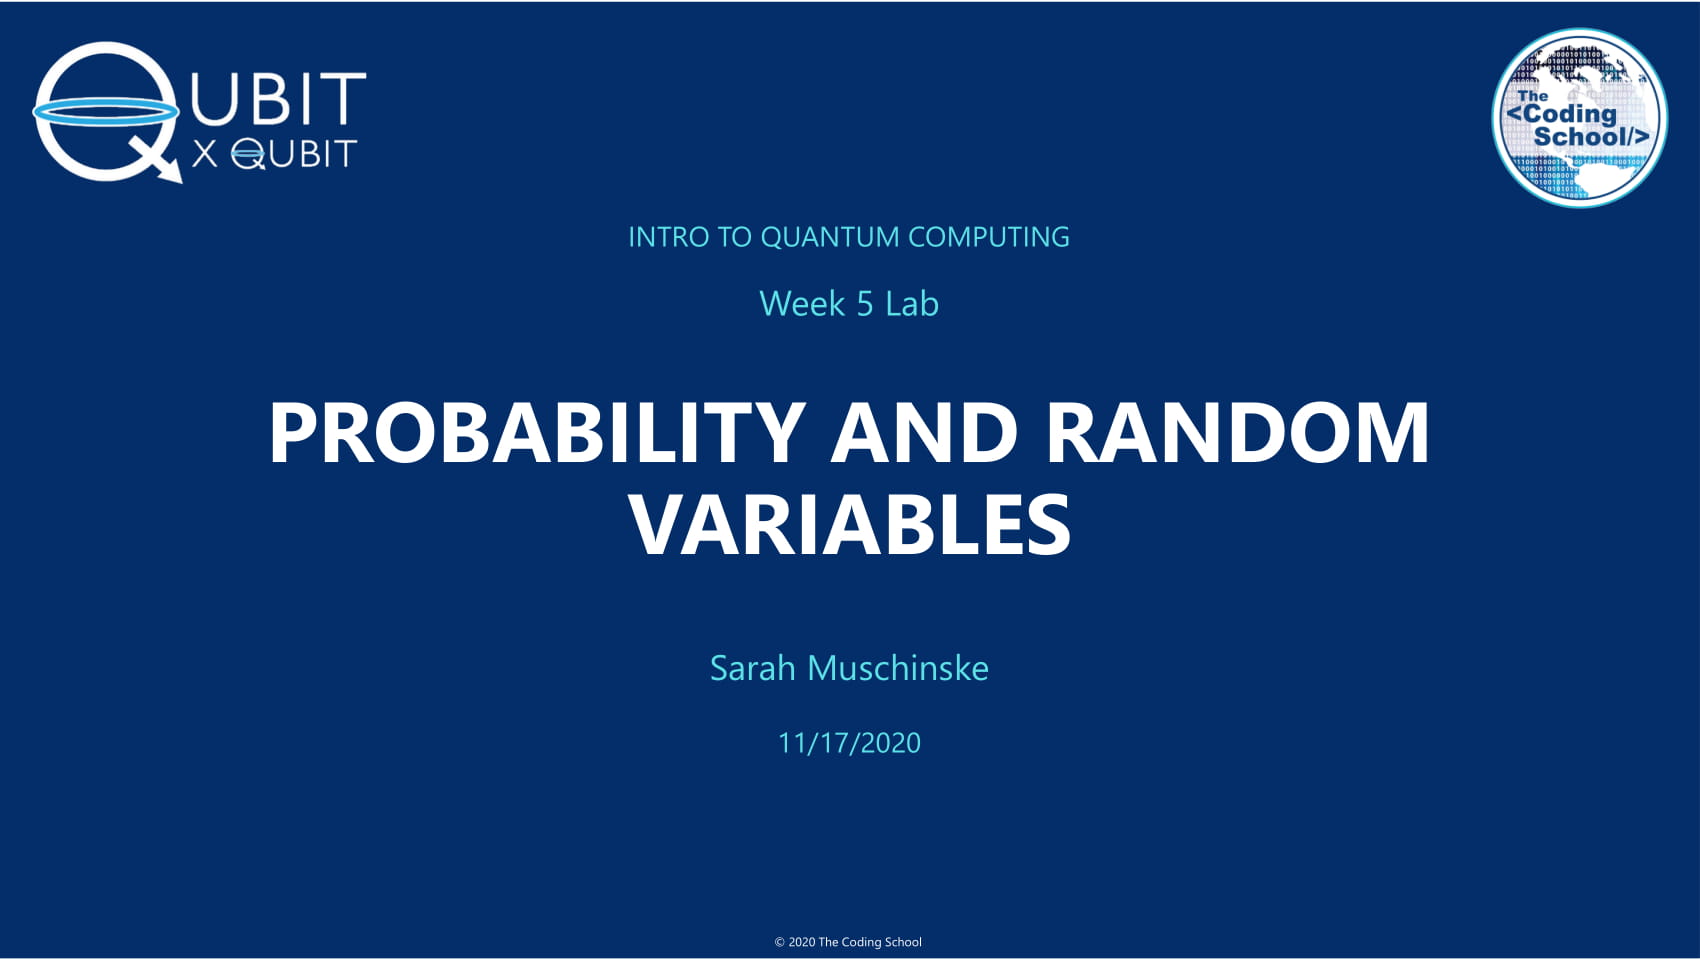 QUBIT
X QUBIT
The
<Coding
School/>
INTRO TO QUANTUM COMPUTING
Week 5 Lab
PROBABILITY AND RANDOM
VARIABLES
Sarah Muschinske
11/17/2020
© 2020 The Coding School